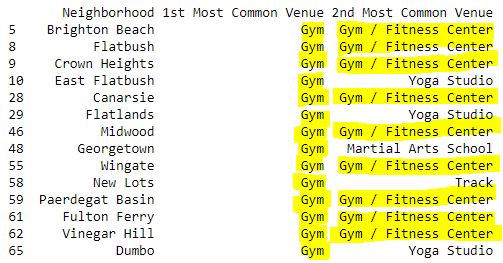 Neighborhood 1st Most Common Venue 2nd Most Common Venue
5 Brighton Beach Gym Gym / Fitness Center
8 Flatbush Gym Gym / Fitness Center
9 Crown Heights Gym Gym / Fitness Center
10 East Flatbush Gym Yoga Studio
28 Canarsie Gym Gym / Fitness Center
29 Flatlands Gym Yoga Studio
46 Midwood Gym Gym / Fitness Center
48 Georgetown Gym Martial Arts School
55 Wingate Gym Gym / Fitness Center
58 New Lots Gym Track
59 Paerdegat Basin Gym Gym / Fitness Center
61 Fulton Ferry Gym Gym / Fitness Center
62 Vinegar Hill Gym Gym / Fitness Center
65 Dumbo Gym Yoga Studio